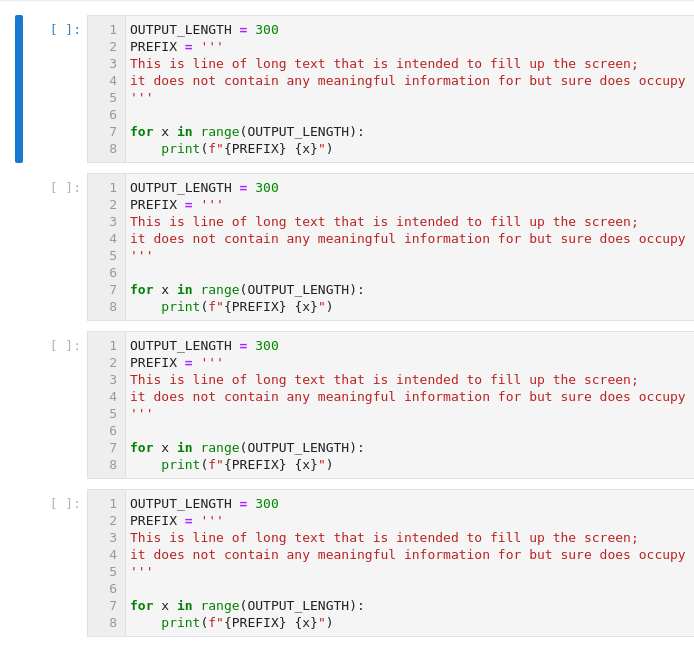 [ ]:
1 OUTPUT_LENGTH = 300
2 PREFIX = '''
3 This is line of long text that is intended to fill up the screen;
4 it does not contain any meaningful information for but sure does occupy
5 '''
6
7 for x in range(OUTPUT_LENGTH):
8     print(f"{PREFIX} {x}")
[ ]:
1 OUTPUT_LENGTH = 300
2 PREFIX = '''
3 This is line of long text that is intended to fill up the screen;
4 it does not contain any meaningful information for but sure does occupy
5 '''
6
7 for x in range(OUTPUT_LENGTH):
8     print(f"{PREFIX} {x}")
[ ]:
1 OUTPUT_LENGTH = 300
2 PREFIX = '''
3 This is line of long text that is intended to fill up the screen;
4 it does not contain any meaningful information for but sure does occupy
5 '''
6
7 for x in range(OUTPUT_LENGTH):
8     print(f"{PREFIX} {x}")
[ ]:
1 OUTPUT_LENGTH = 300
2 PREFIX = '''
3 This is line of long text that is intended to fill up the screen;
4 it does not contain any meaningful information for but sure does occupy
5 '''
6
7 for x in range(OUTPUT_LENGTH):
8     print(f"{PREFIX} {x}")